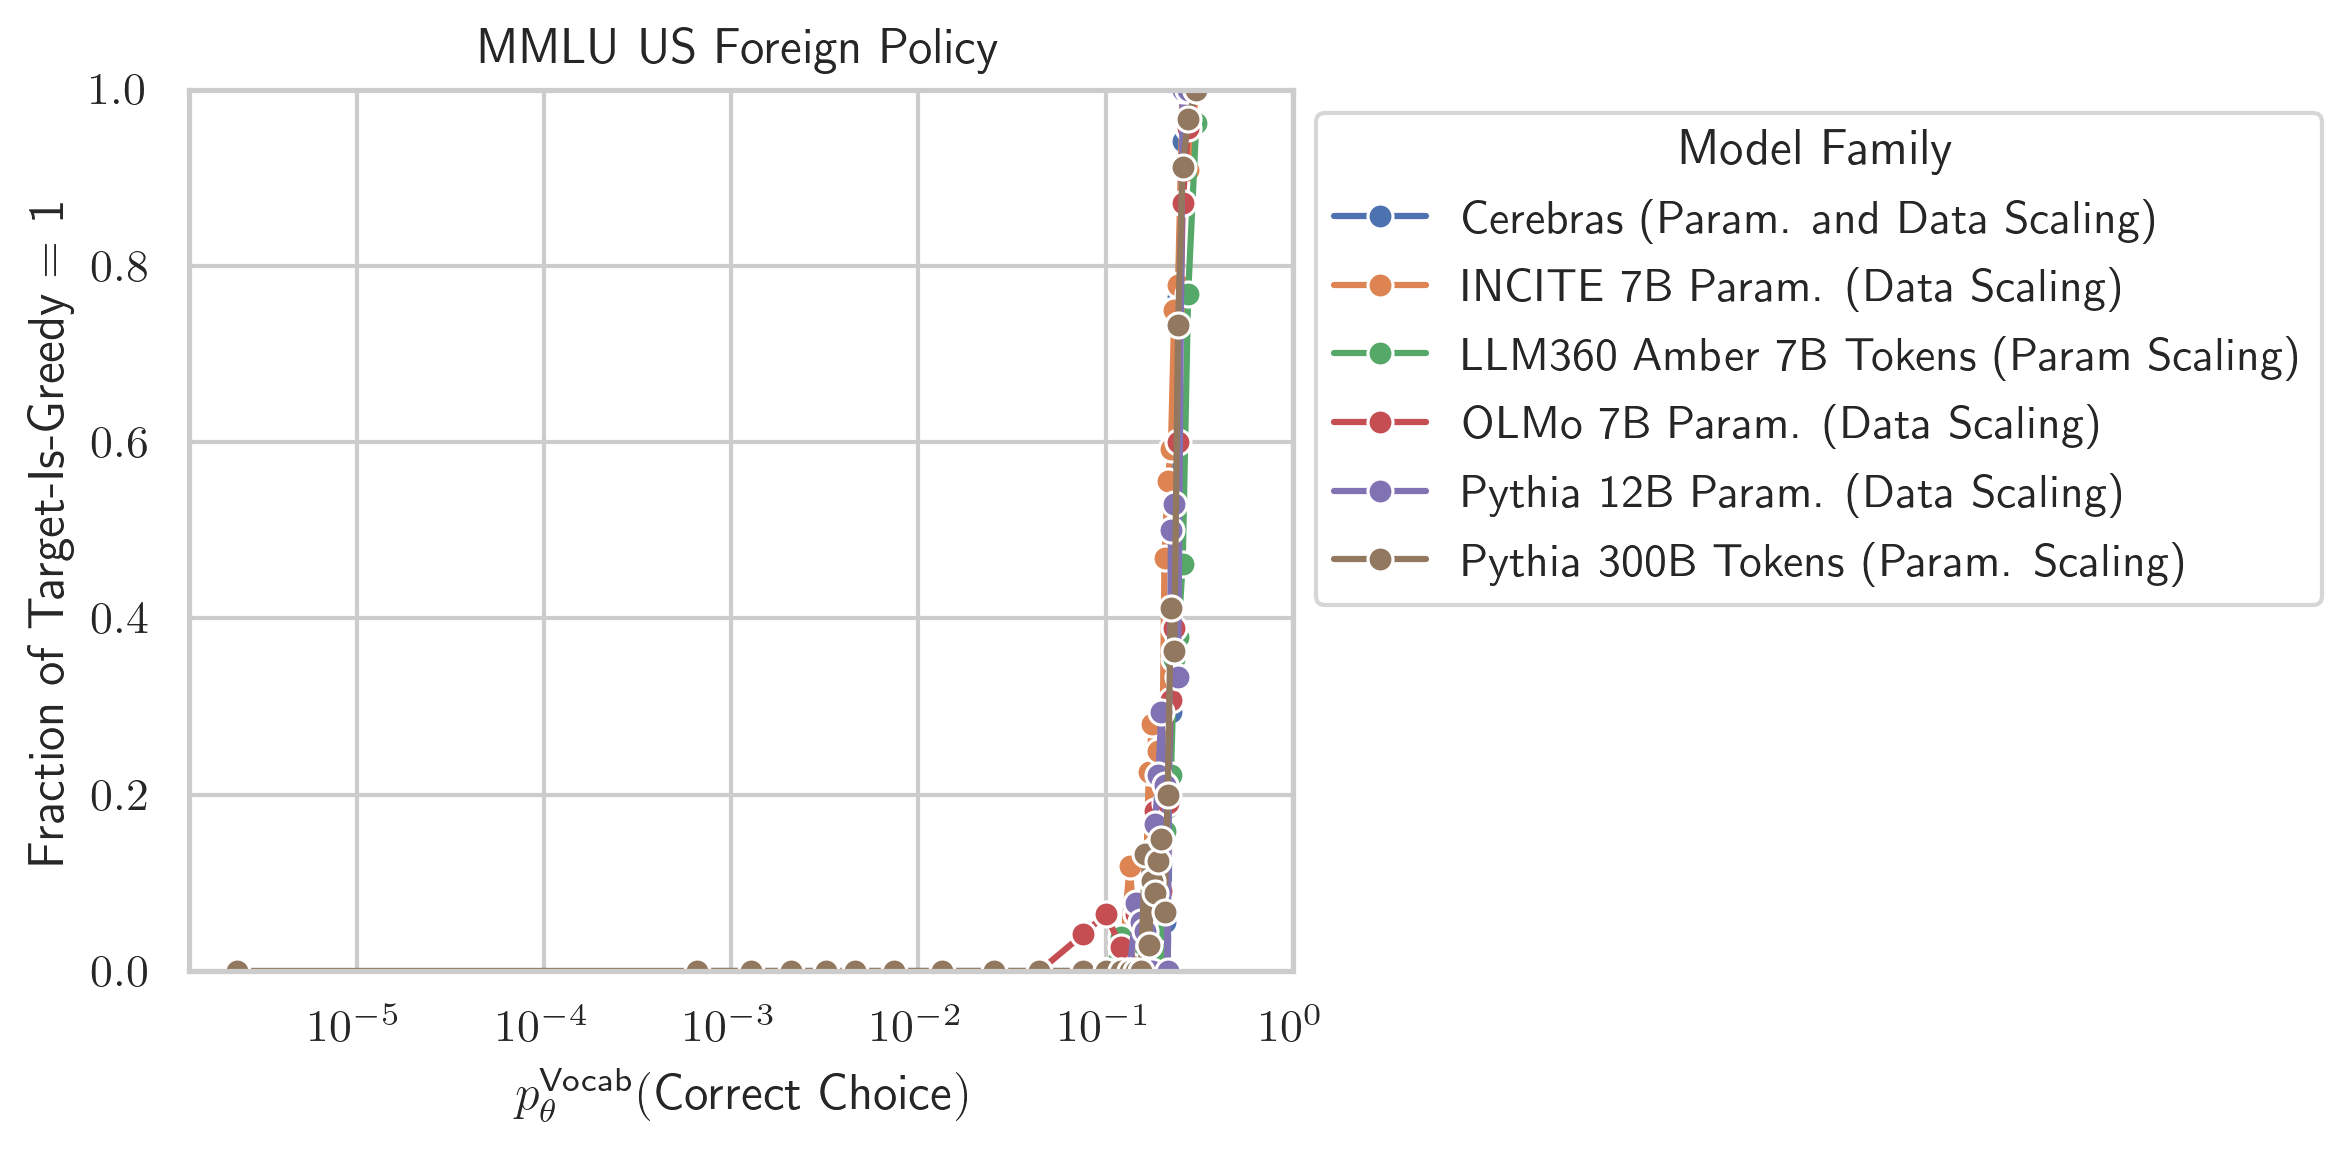 MMLU US Foreign Policy
Fraction of Target-Is-Greedy = 1
1.0
0.8
0.6
0.4
0.2
0.0
10⁻⁵ 10⁻⁴ 10⁻³ 10⁻² 10⁻¹ 10⁰
p_θ^Vocab(Correct Choice)
Model Family
Cerebras (Param. and Data Scaling)
INCITE 7B Param. (Data Scaling)
LLM360 Amber 7B Tokens (Param Scaling)
OLMo 7B Param. (Data Scaling)
Pythia 12B Param. (Data Scaling)
Pythia 300B Tokens (Param. Scaling)